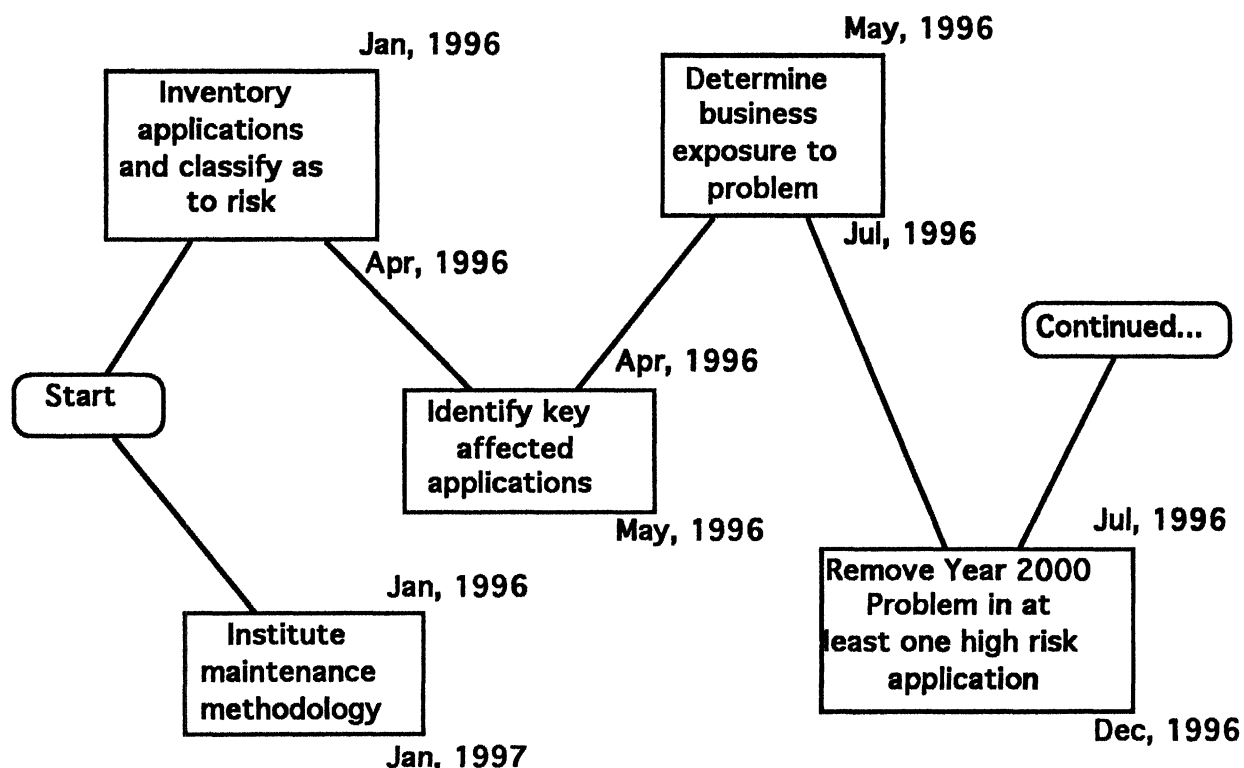 Jan, 1996
Inventory
applications
and classify as
to risk
Apr, 1996
May, 1996
Determine
business
exposure to
problem
Jul, 1996
Start
Apr, 1996
Identify key
affected
applications
May, 1996
Continued...
Jan, 1996
Institute
maintenance
methodology
Jan, 1997
Jul, 1996
Remove Year 2000
Problem in at
least one high risk
application
Dec, 1996